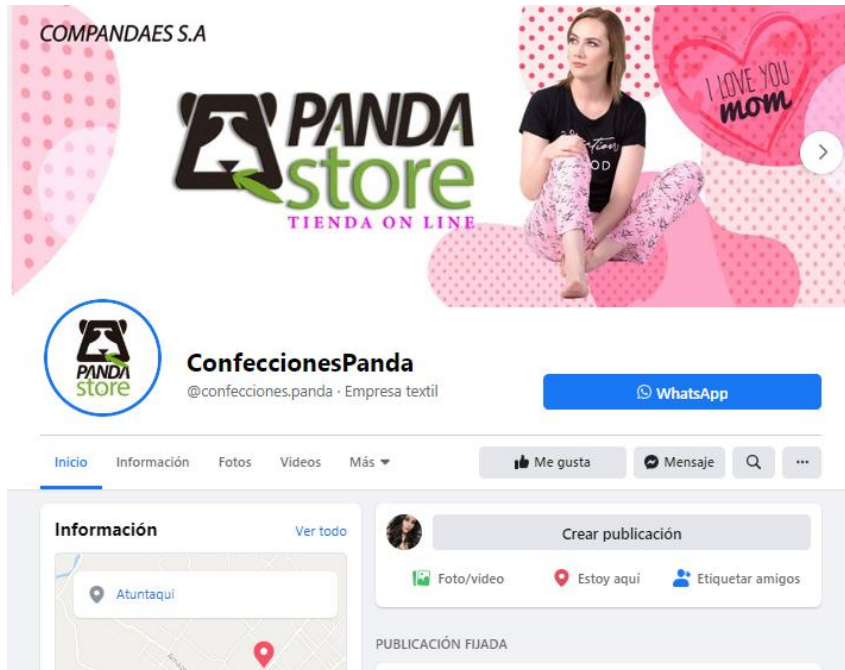 COMPANDAES S.A
PANDA
store
TIENDA ON LINE
I LOVE YOU
mom
PANDA
store
ConfeccionesPanda
@confecciones.panda · Empresa textil
WhatsApp
Inicio Información Fotos Videos Más
Me gusta Mensaje
Información Ver todo
Crear publicación
Foto/video Estoy aquí Etiquetar amigos
Atuntaqui
PUBLICACIÓN FIJADA